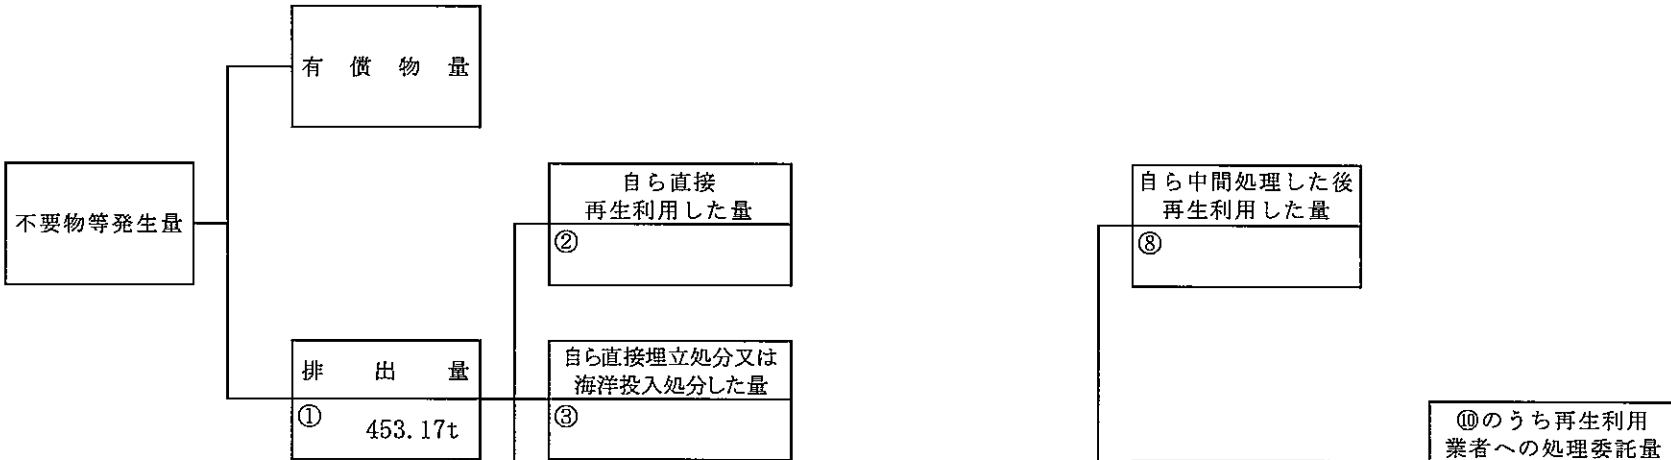 有償物量
不要物等発生量
自ら直接
再生利用した量
②
自ら中間処理した後
再生利用した量
⑧
排出量
① 453.17t
自ら直接埋立処分又は
海洋投入処分した量
③
⑩のうち再生利用
業者への処理委託量